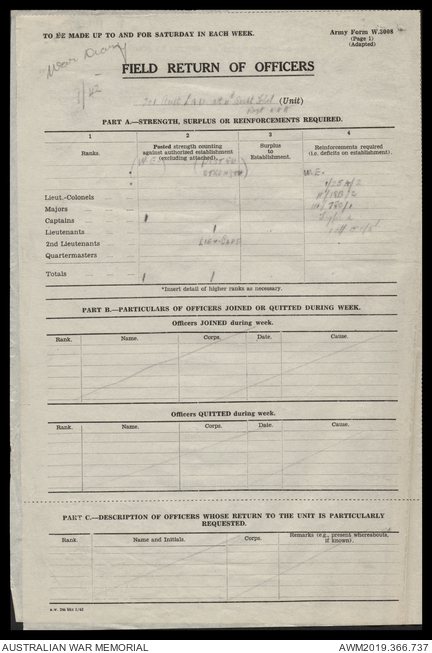 TO BE MADE UP TO AND FOR SATURDAY IN EACH WEEK.
Army Form W.3008
(Page 1)
(Adapted)
War Diary
FIELD RETURN OF OFFICERS
(Unit)
PART A.—STRENGTH, SURPLUS OR REINFORCEMENTS REQUIRED.
1 2 3 4
Ranks. Posted strength counting against authorized establishment (excluding attached). Surplus to Establishment. Reinforcements required (i.e. deficits on establishment).
(W.E.) (POSTED STRENGTH) W.E.
*
*
Lieut.-Colonels
Majors
Captains 1
Lieutenants 1
2nd Lieutenants
Quartermasters
Totals 1 1
*Insert detail of higher ranks as necessary.
PART B.—PARTICULARS OF OFFICERS JOINED OR QUITTED DURING WEEK.
Officers JOINED during week.
Rank. Name. Corps. Date. Cause.
Officers QUITTED during week.
Rank. Name. Corps. Date. Cause.
PART C.—DESCRIPTION OF OFFICERS WHOSE RETURN TO THE UNIT IS PARTICULARLY REQUESTED.
Rank. Name and Initials. Corps. Remarks (e.g., present whereabouts, if known).
AUSTRALIAN WAR MEMORIAL
AWM2019.366.737